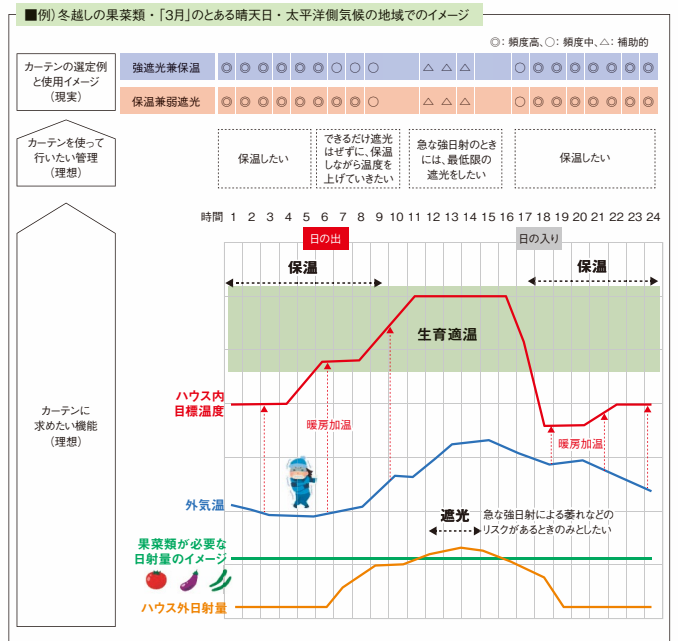 ■例）冬越しの果菜類・「3月」のとある晴天日・太平洋側気候の地域でのイメージ
◎：頻度高、○：頻度中、△：補助的
カーテンの選定例
と使用イメージ
（現実）
強遮光兼保温 ◎ ◎ ◎ ◎ ◎ ◎ ○ ○ ○ △ △ △ ○ ◎ ◎ ◎ ◎ ◎ ◎ ◎
保温兼弱遮光 ◎ ◎ ◎ ◎ ◎ ◎ ◎ ◎ ○ △ △ △ ○ ◎ ◎ ◎ ◎ ◎ ◎ ◎
カーテンを使って
行いたい管理
（理想）
保温したい
できるだけ遮光
はぜずに、保温
しながら温度を
上げていきたい
急な強日射のとき
には、最低限の
遮光をしたい
保温したい
時間 1 2 3 4 5 6 7 8 9 10 11 12 13 14 15 16 17 18 19 20 21 22 23 24
日の出
日の入り
保温
保温
生育適温
カーテンに
求めたい機能
（理想）
ハウス内
目標温度
暖房加温
暖房加温
外気温
遮光
急な強日射による萎れなどの
リスクがあるときのみとしたい
果菜類が必要な
日射量のイメージ
ハウス外日射量